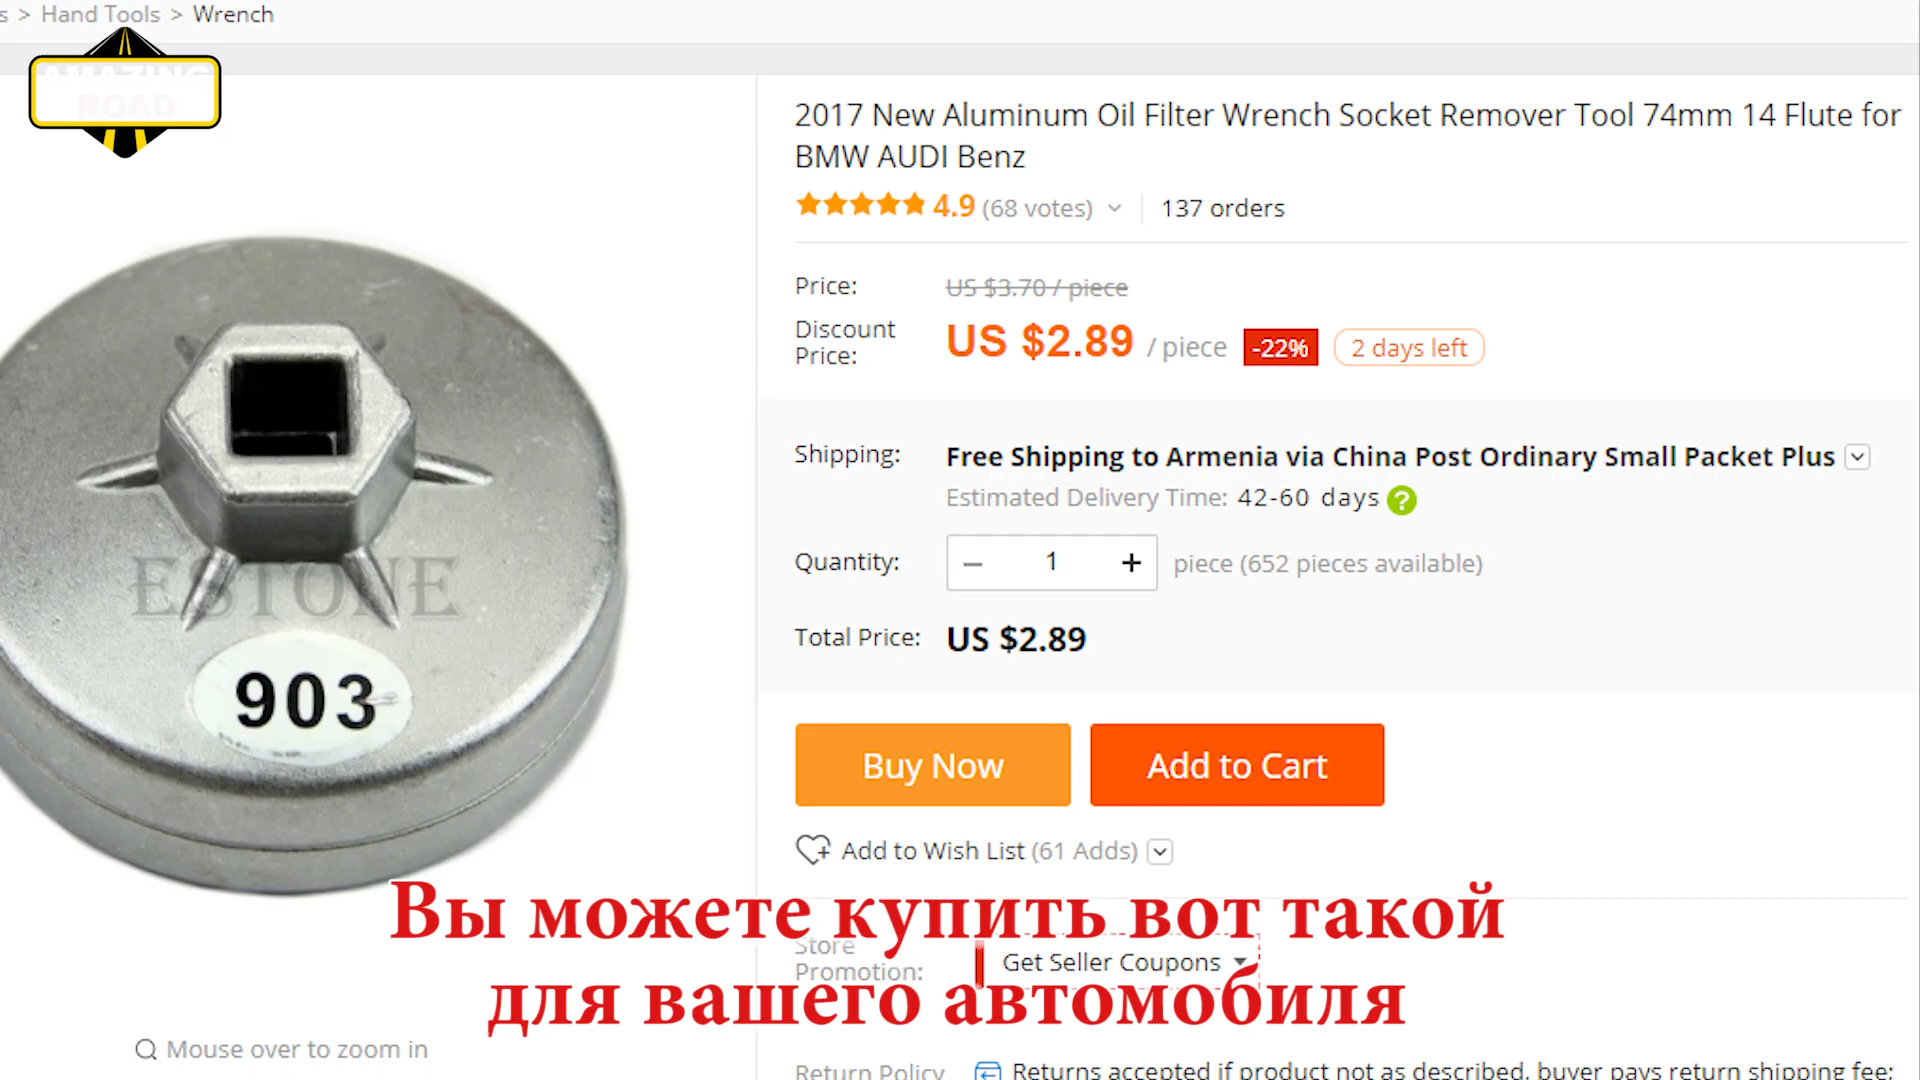 s > Hand Tools > Wrench
AMAZING
ROAD
2017 New Aluminum Oil Filter Wrench Socket Remover Tool 74mm 14 Flute for
BMW AUDI Benz
4.9 (68 votes) 137 orders
Price: US $3.70 / piece
Discount
Price: US $2.89 / piece -22% 2 days left
Shipping: Free Shipping to Armenia via China Post Ordinary Small Packet Plus
Estimated Delivery Time: 42-60 days ?
Quantity: − 1 + piece (652 pieces available)
Total Price: US $2.89
ESTONE
903
Buy Now Add to Cart
Add to Wish List (61 Adds)
Вы можете купить вот такой
Store
Promotion: Get Seller Coupons
для вашего автомобиля
Mouse over to zoom in
Return Policy Returns accepted if product not as described, buyer pays return shipping fee;